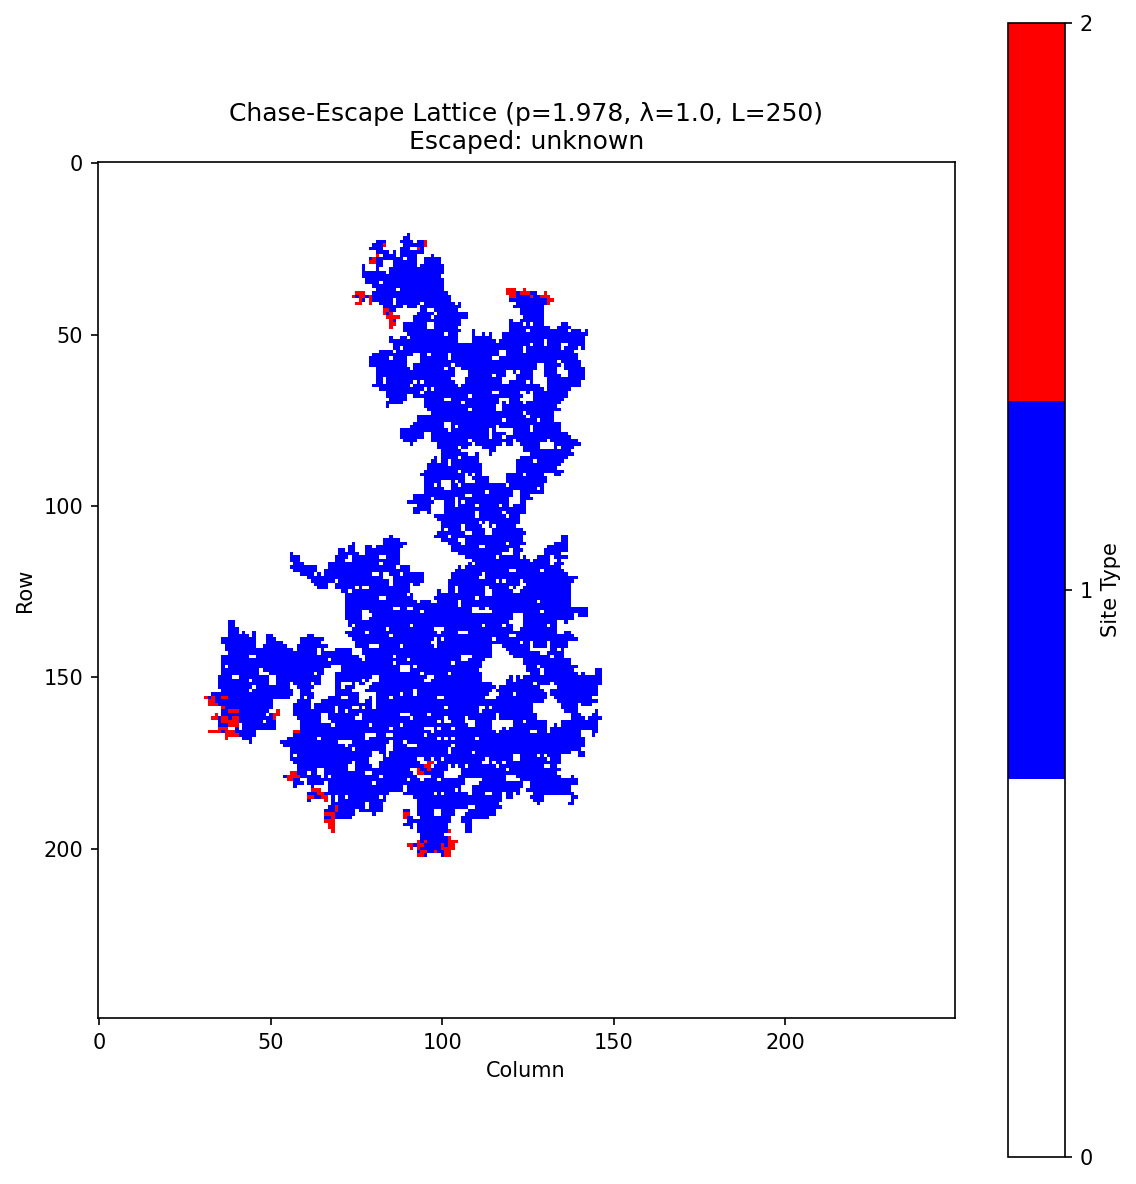 Chase-Escape Lattice (p=1.978, λ=1.0, L=250)
Escaped: unknown
0
50
100
150
200
Row
0
50
100
150
200
Column
2
1
0
Site Type